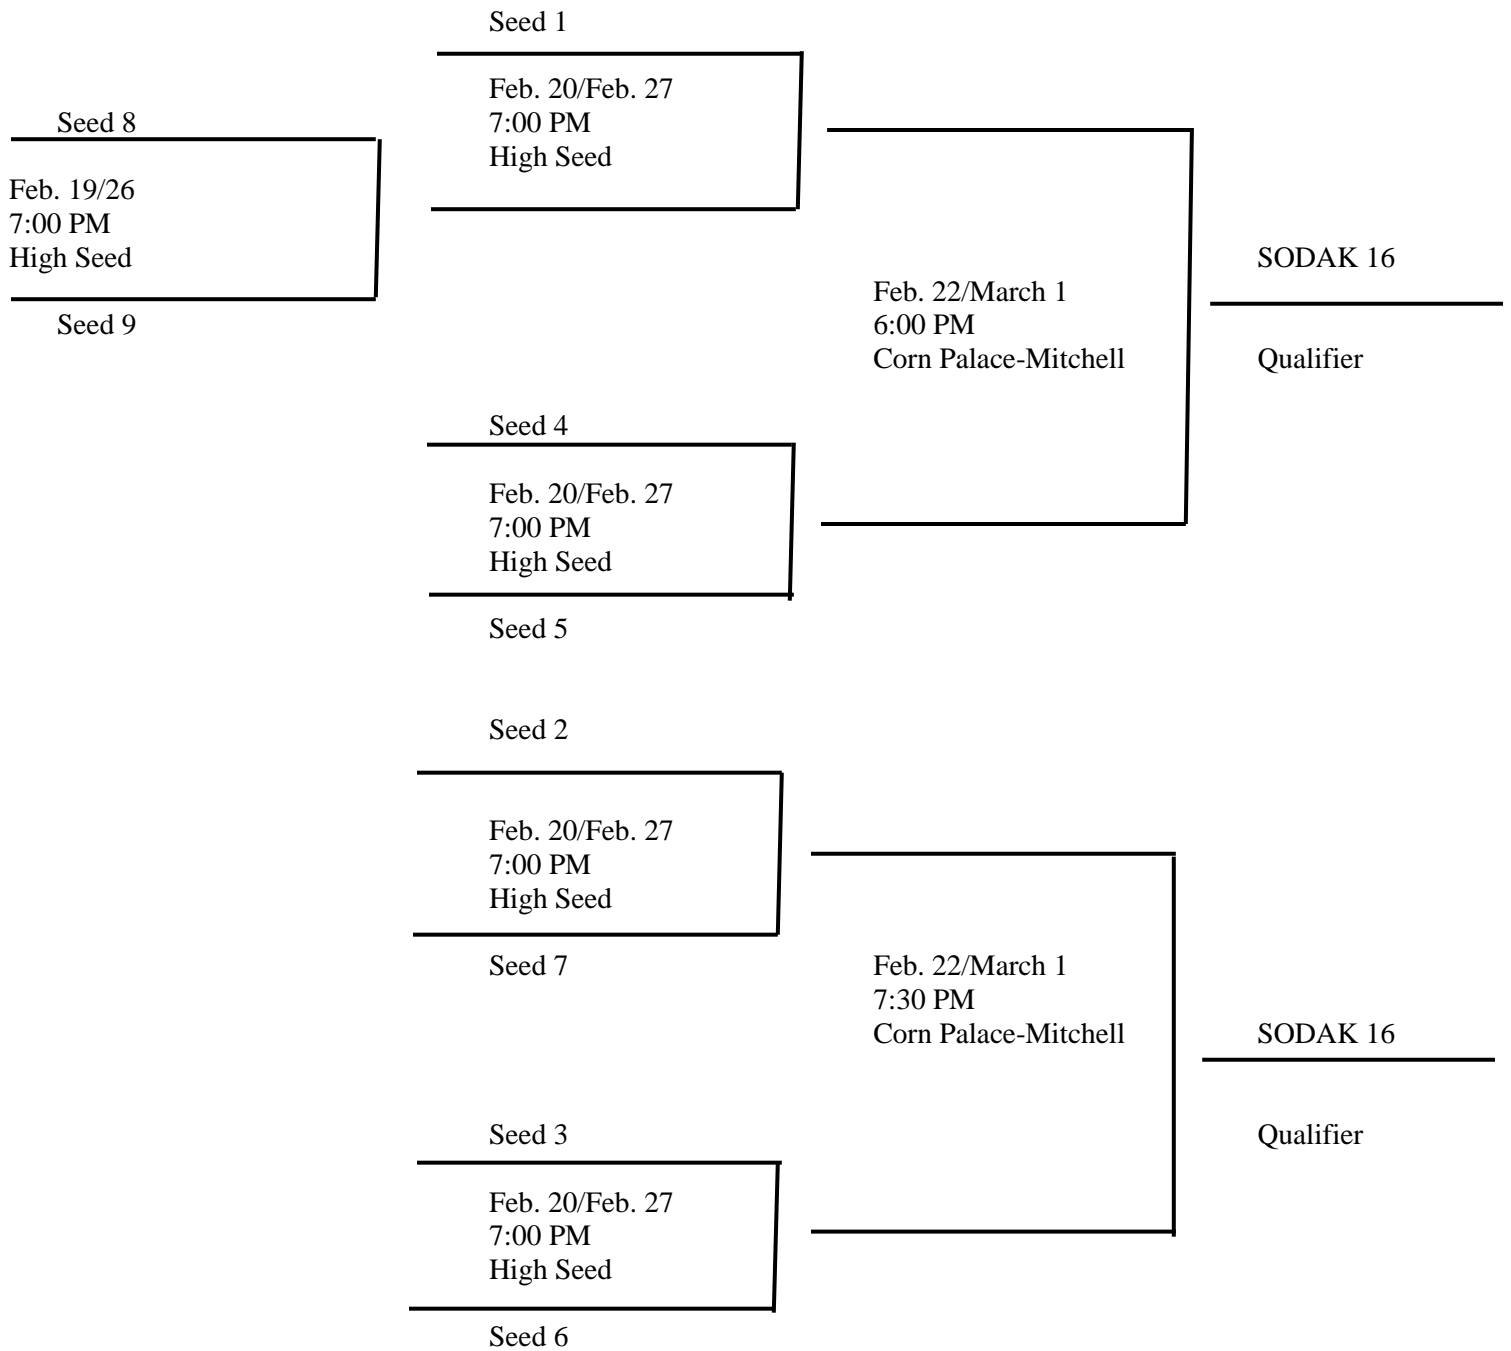 Seed 1
Feb. 20/Feb. 27
7:00 PM
High Seed
Seed 8
Feb. 19/26
7:00 PM
High Seed
Seed 9
Feb. 22/March 1
6:00 PM
Corn Palace-Mitchell
SODAK 16
Qualifier
Seed 4
Feb. 20/Feb. 27
7:00 PM
High Seed
Seed 5
Seed 2
Feb. 20/Feb. 27
7:00 PM
High Seed
Seed 7
Feb. 22/March 1
7:30 PM
Corn Palace-Mitchell
SODAK 16
Qualifier
Seed 3
Feb. 20/Feb. 27
7:00 PM
High Seed
Seed 6